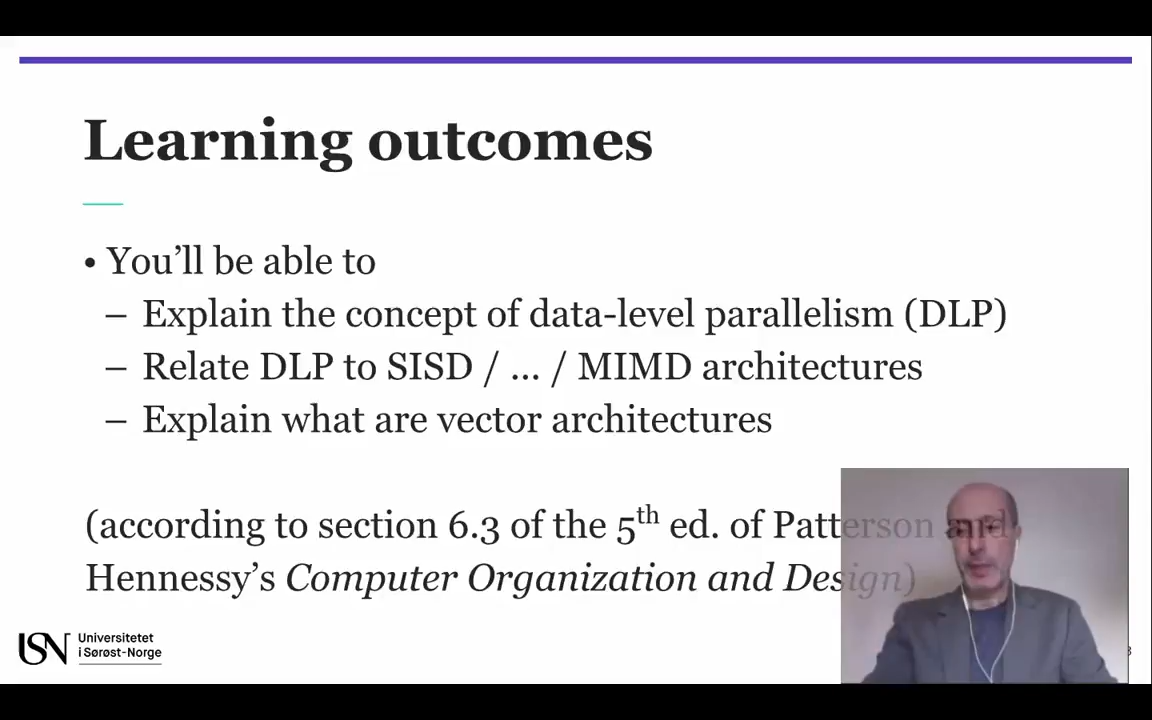 Learning outcomes
• You'll be able to
– Explain the concept of data-level parallelism (DLP)
– Relate DLP to SISD / ... / MIMD architectures
– Explain what are vector architectures
(according to section 6.3 of the 5th ed. of Patterson and
Hennessy's Computer Organization and Design)
USN Universitetet
i Sørøst-Norge
3